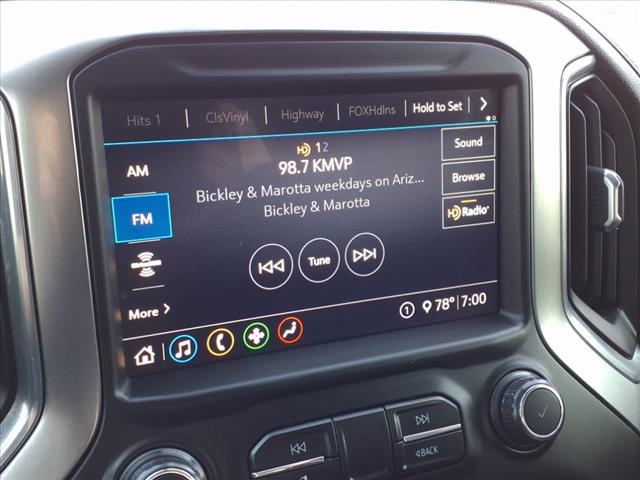 Hits 1 ClsVinyl Highway FOXHdlns Hold to Set
HD 1 2
98.7 KMVP
Bickley & Marotta weekdays on Ariz...
Bickley & Marotta
AM
FM
More
Tune
Sound
Browse
HD Radio
1 78° 7:00
BACK